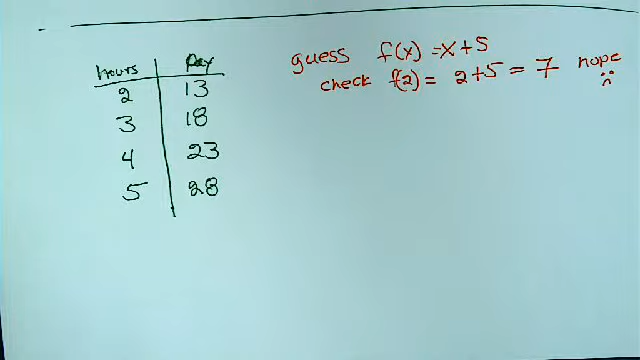 hours Pay
2 13
3 18
4 23
5 28
guess f(x) = x + 5
check f(2) = 2 + 5 = 7 nope